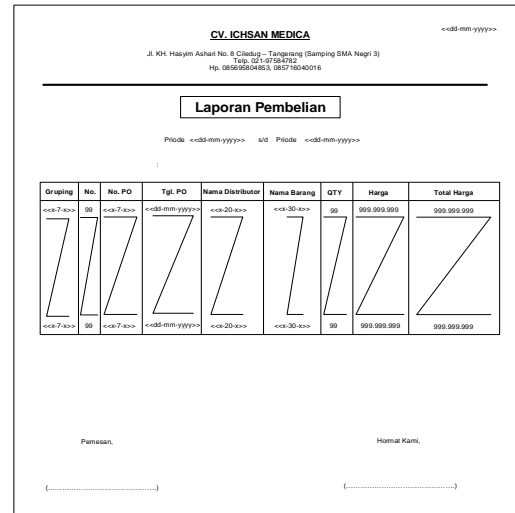 <<dd-mm-yyyy>>
CV. ICHSAN MEDICA
Jl. KH. Hasyim Ashari No. 8 Ciledug – Tangerang (Samping SMA Negri 3)
Telp. 021-97584782
Hp. 085695804853, 085716040016
Laporan Pembelian
Priode <<dd-mm-yyyy>> s/d Priode <<dd-mm-yyyy>>
:
Gruping No. No. PO Tgl. PO Nama Distributor Nama Barang QTY Harga Total Harga
<<x-7-x>> 99 <<x-7-x>> <<dd-mm-yyyy>> <<x-20-x>> <<x-30-x>> 99 999.999.999 999.999.999
<<x-7-x>> 99 <<x-7-x>> <<dd-mm-yyyy>> <<x-20-x>> <<x-30-x>> 99 999.999.999 999.999.999
Pemesan, Hormat Kami,
(.............................................) (.............................................)